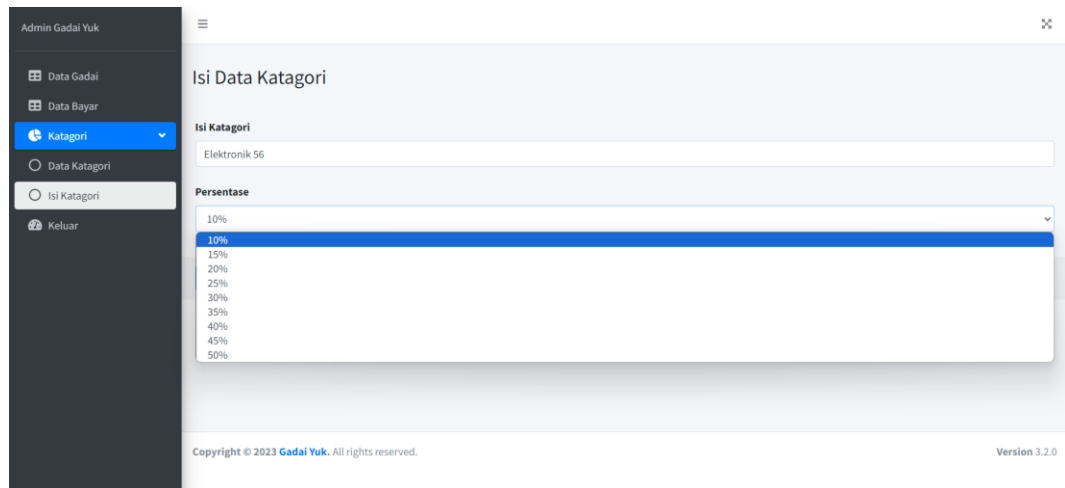 Admin Gadai Yuk
Data Gadai
Data Bayar
Katagori
Data Katagori
Isi Katagori
Keluar
Isi Data Katagori
Isi Katagori
Elektronik 56
Persentase
10%
10%
15%
20%
25%
30%
35%
40%
45%
50%
Copyright © 2023 Gadai Yuk. All rights reserved.
Version 3.2.0